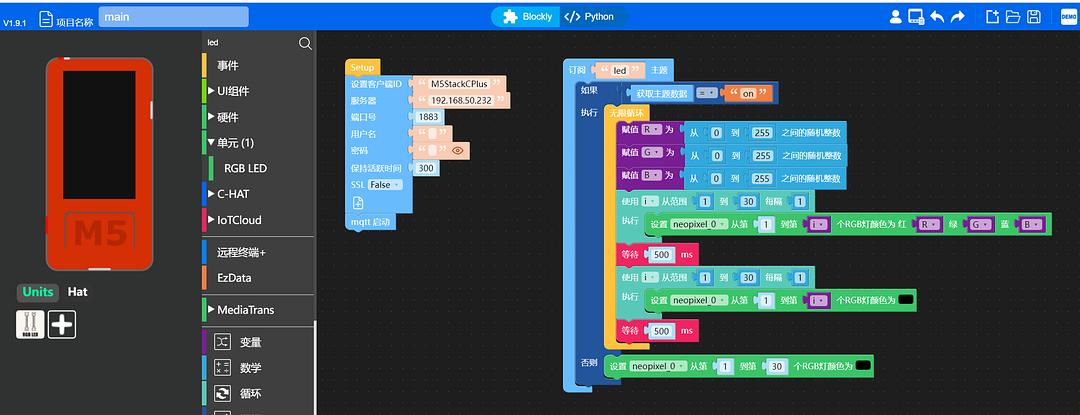 V1.9.1 项目名称 main Blockly </> Python DEMO
led
事件
UI组件
硬件
单元 (1)
RGB LED
C-HAT
IoTCloud
远程终端+
EzData
MediaTrans
变量
数学
循环
M5
Units Hat
RGB LED
Setup
设置客户端ID “ M5StackCPlus ”
服务器 “ 192.168.50.232 ”
端口号 1883
用户名 “ ”
密码 “ ”
保持活跃时间 300
SSL False
mqtt 启动
订阅 “ led ” 主题
如果 获取主题数据 = “ on ”
执行 无限循环
赋值 R 为 从 0 到 255 之间的随机整数
赋值 G 为 从 0 到 255 之间的随机整数
赋值 B 为 从 0 到 255 之间的随机整数
使用 i 从范围 1 到 30 每隔 1
执行 设置 neopixel_0 从第 1 到第 i 个RGB灯颜色为 红 R 绿 G 蓝 B
等待 500 ms
使用 i 从范围 1 到 30 每隔 1
执行 设置 neopixel_0 从第 1 到第 i 个RGB灯颜色为
等待 500 ms
否则 设置 neopixel_0 从第 1 到第 30 个RGB灯颜色为